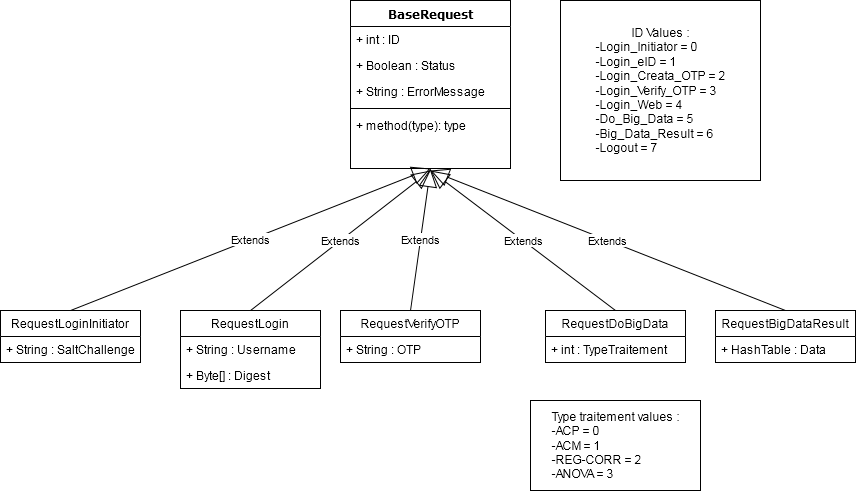 BaseRequest
+ int : ID
+ Boolean : Status
+ String : ErrorMessage
+ method(type): type
ID Values :
-Login_Initiator = 0
-Login_eID = 1
-Login_Creata_OTP = 2
-Login_Verify_OTP = 3
-Login_Web = 4
-Do_Big_Data = 5
-Big_Data_Result = 6
-Logout = 7
Extends
Extends
Extends
Extends
Extends
RequestLoginInitiator
+ String : SaltChallenge
RequestLogin
+ String : Username
+ Byte[] : Digest
RequestVerifyOTP
+ String : OTP
RequestDoBigData
+ int : TypeTraitement
RequestBigDataResult
+ HashTable : Data
Type traitement values :
-ACP = 0
-ACM = 1
-REG-CORR = 2
-ANOVA = 3